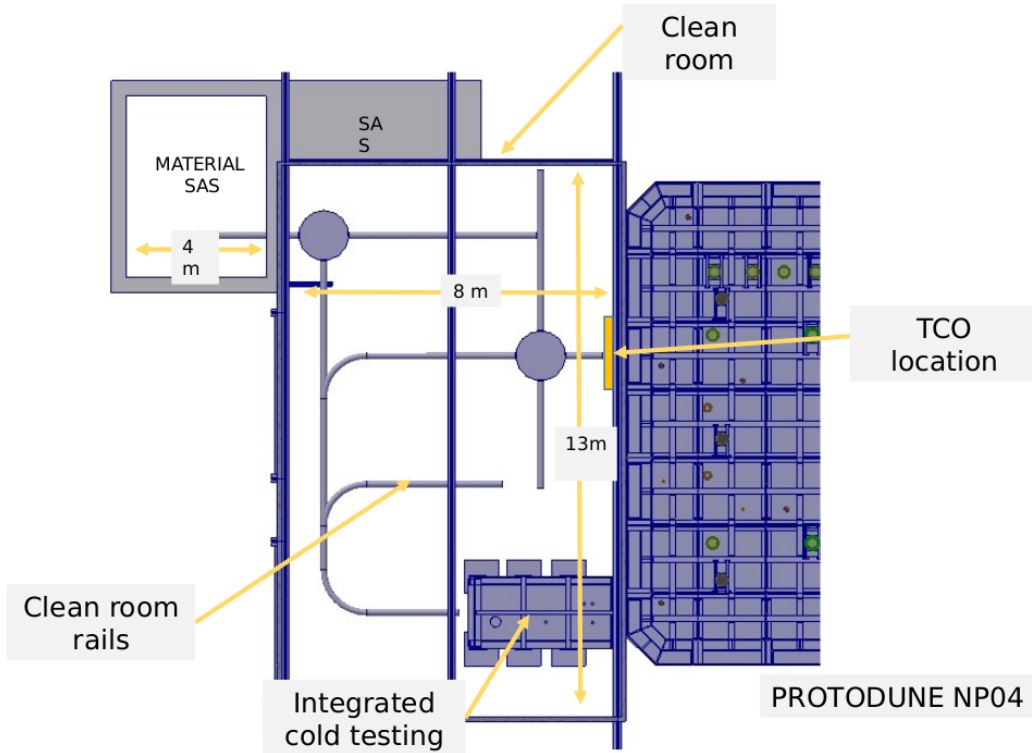 Clean
room
SA
S
MATERIAL
SAS
4
m
8 m
TCO
location
13m
Clean room
rails
Integrated
cold testing
PROTODUNE NP04